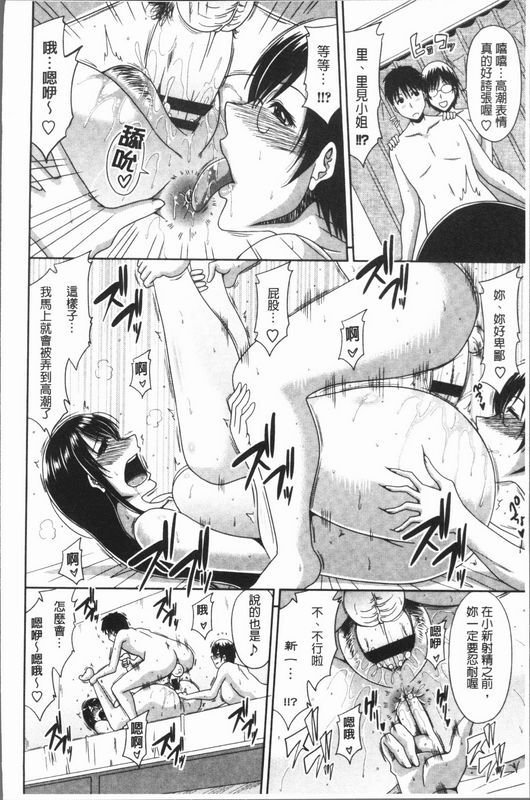 嘻嘻…高潮表情
真的好誇張喔♡
里、里見小姐
!!?
等等…
!!?
舔吮♡
哦…嗯咿～
妳、妳好卑鄙
屁股…
這樣子…
我馬上就會被弄到高潮了
啊♡
啊♡
啊♡
在小新射精之前，
妳一定要忍耐喔
嗯咿♡
不、不行啦
新一…
!!?
嗯哦♡
說的也是♪
哦♡
怎麼會…
嗯咿～嗯哦～♡
嗯啊♡